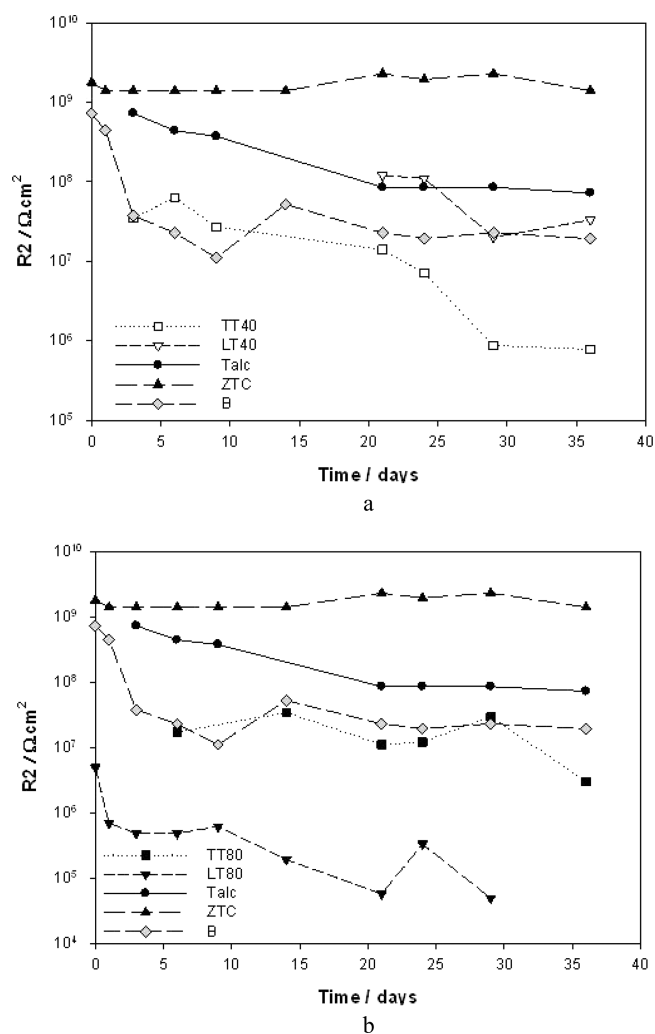 10¹⁰
10⁹
10⁸
10⁷
10⁶
10⁵
R2 / Ω cm²
TT40
LT40
Talc
ZTC
B
0 5 10 15 20 25 30 35 40
Time / days
a
10¹⁰
10⁹
10⁸
10⁷
10⁶
10⁵
10⁴
R2 / Ωcm²
TT80
LT80
Talc
ZTC
B
0 5 10 15 20 25 30 35 40
Time / days
b